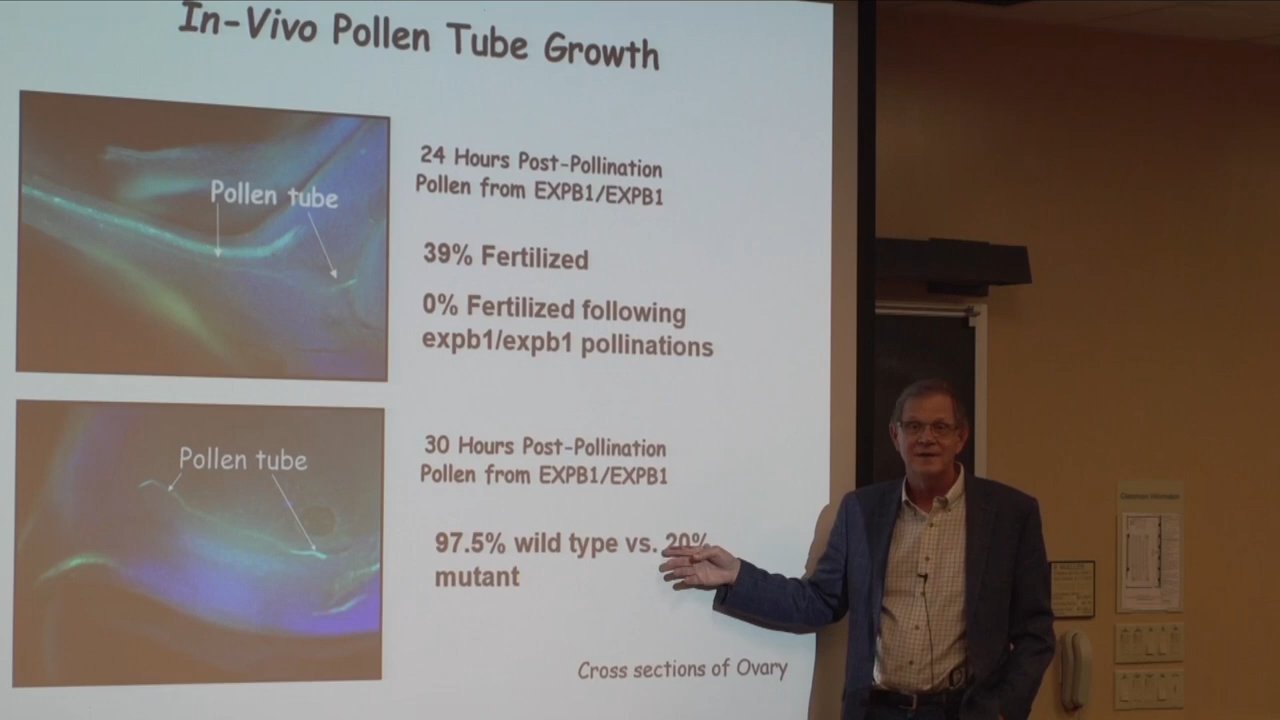 In-Vivo Pollen Tube Growth
Pollen tube
24 Hours Post-Pollination
Pollen from EXPB1/EXPB1
39% Fertilized
0% Fertilized following
expb1/expb1 pollinations
Pollen tube
30 Hours Post-Pollination
Pollen from EXPB1/EXPB1
97.5% wild type vs. 20%
mutant
Cross sections of Ovary
Classroom Information